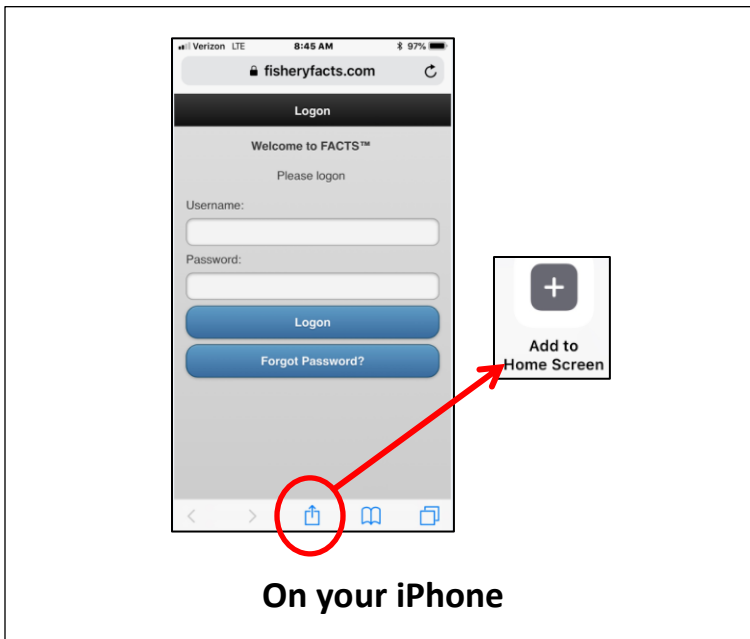 Verizon LTE 8:45 AM 97%
fisheryfacts.com
Logon
Welcome to FACTS™
Please logon
Username:
Password:
Logon
Forgot Password?
Add to
Home Screen
On your iPhone